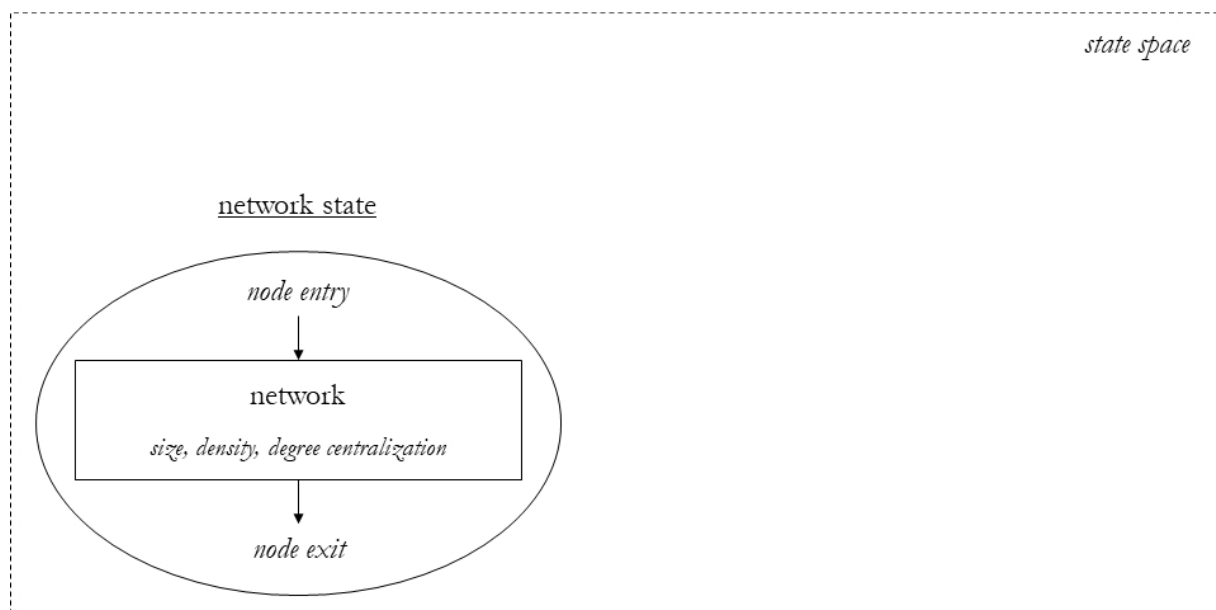 state space
network state
node entry
network
size, density, degree centralization
node exit